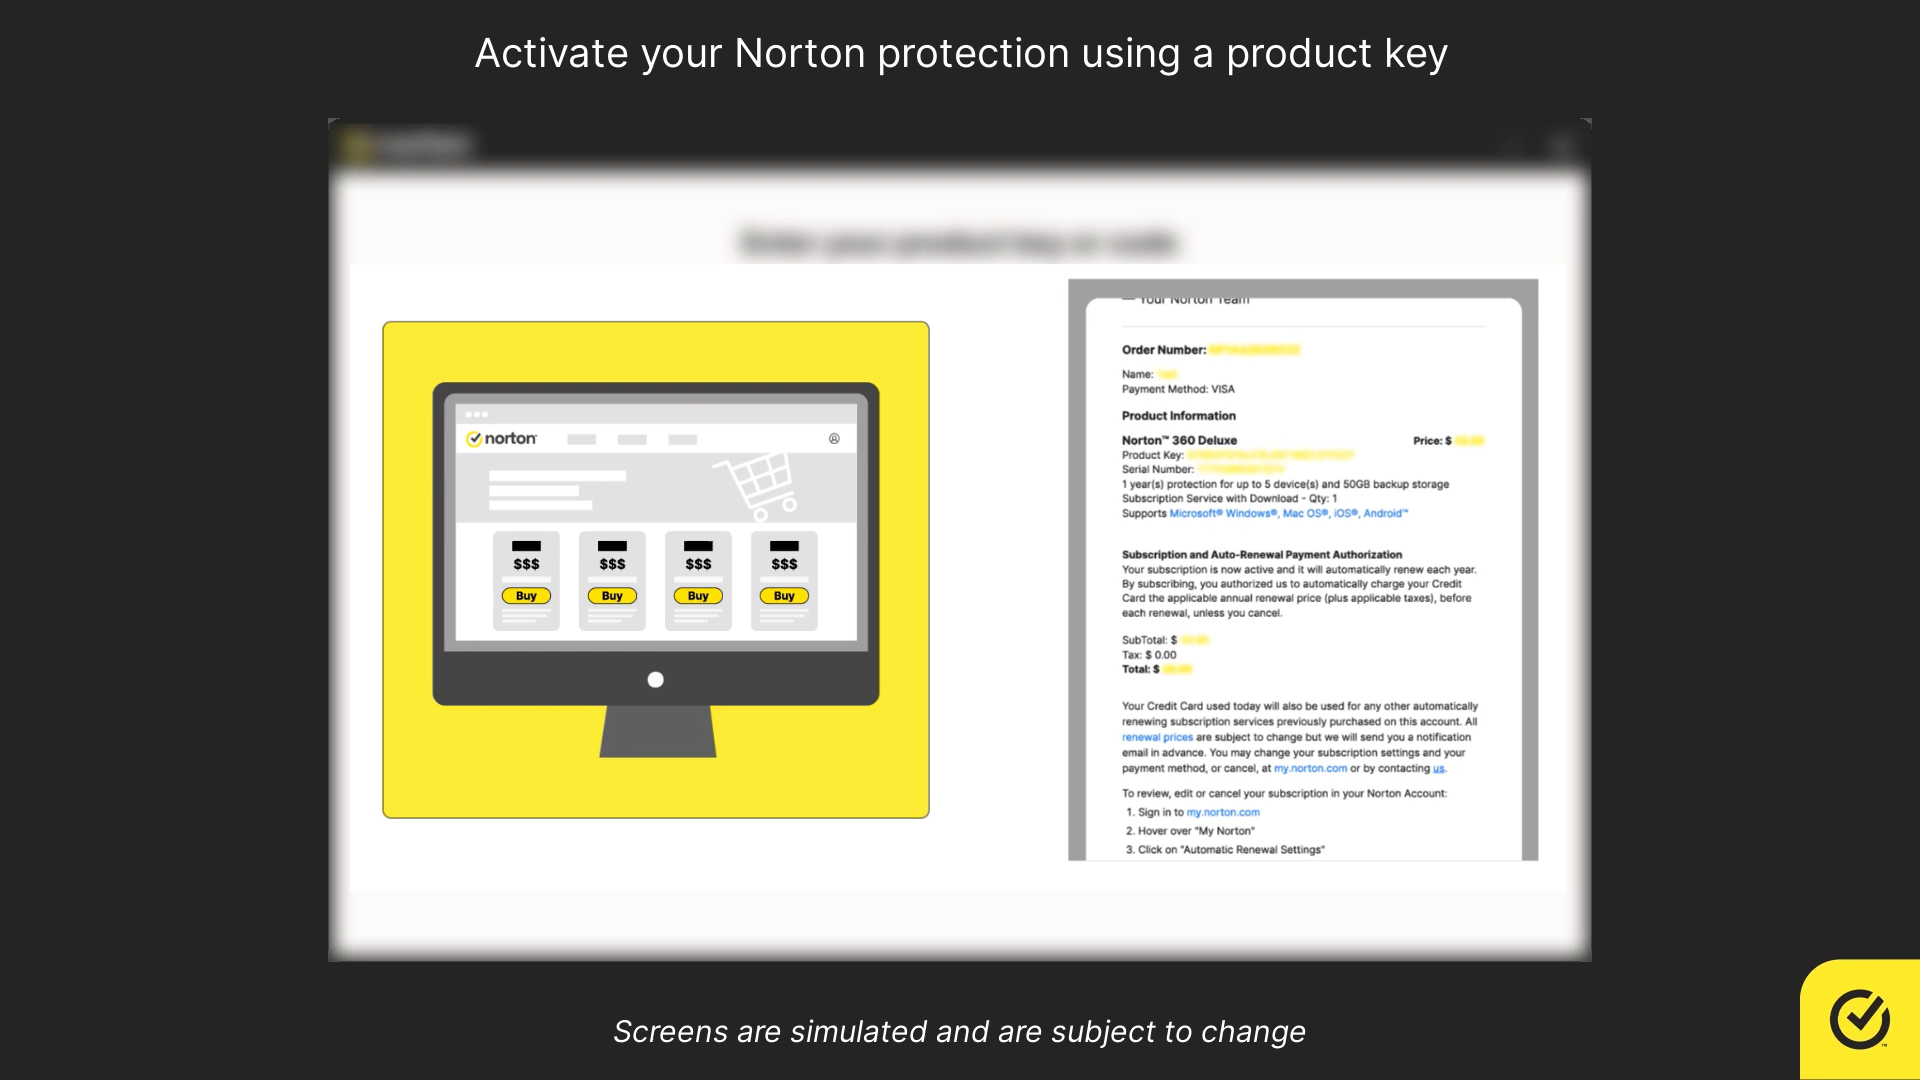 Activate your Norton protection using a product key
Enter your product key or code
norton
$$$ $$$ $$$ $$$
Buy Buy Buy Buy
— Your Norton Team
Order Number:
Name:
Payment Method: VISA
Product Information
Norton™ 360 Deluxe Price: $
Product Key:
Serial Number:
1 year(s) protection for up to 5 device(s) and 50GB backup storage
Subscription Service with Download - Qty: 1
Supports Microsoft® Windows®, Mac OS®, iOS®, Android™
Subscription and Auto-Renewal Payment Authorization
Your subscription is now active and it will automatically renew each year.
By subscribing, you authorized us to automatically charge your Credit
Card the applicable annual renewal price (plus applicable taxes), before
each renewal, unless you cancel.
SubTotal: $
Tax: $ 0.00
Total: $
Your Credit Card used today will also be used for any other automatically
renewing subscription services previously purchased on this account. All
renewal prices are subject to change but we will send you a notification
email in advance. You may change your subscription settings and your
payment method, or cancel, at my.norton.com or by contacting us.
To review, edit or cancel your subscription in your Norton Account:
1. Sign in to my.norton.com
2. Hover over "My Norton"
3. Click on "Automatic Renewal Settings"
Screens are simulated and are subject to change